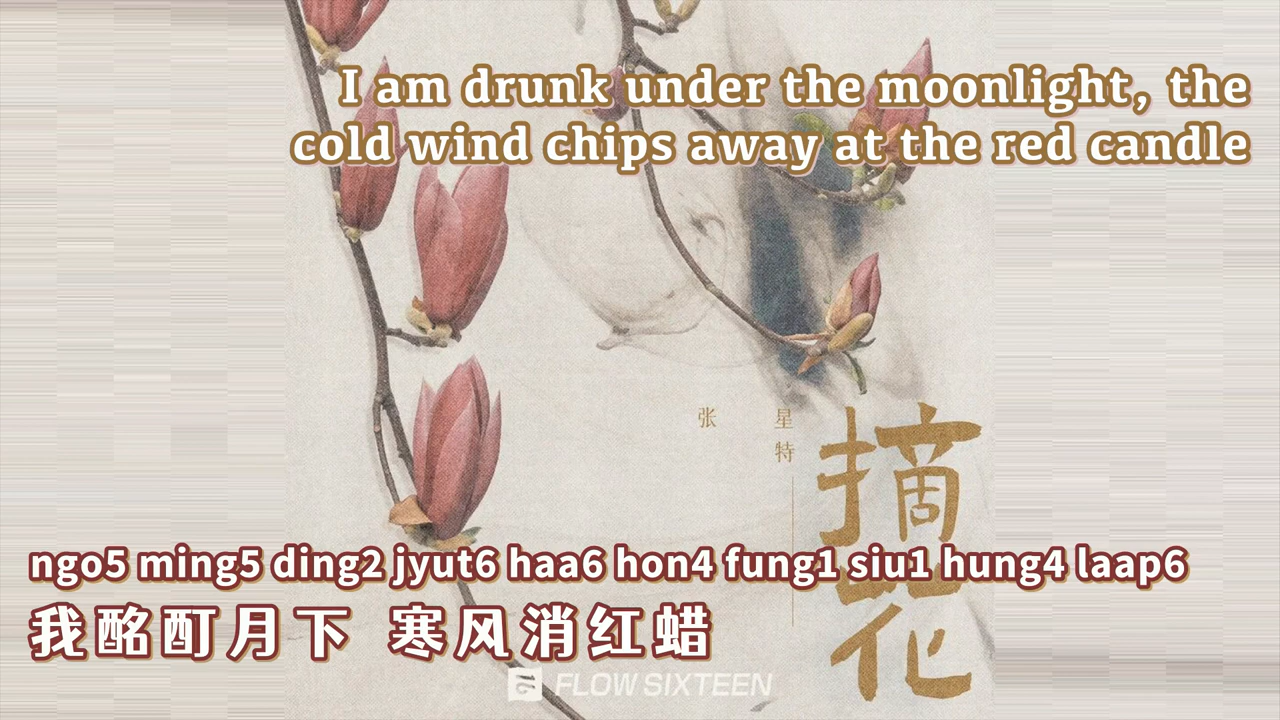 I am drunk under the moonlight, the
cold wind chips away at the red candle
张
星特
摘花
ngo5 ming5 ding2 jyut6 haa6 hon4 fung1 siu1 hung4 laap6
我酩酊月下 寒风消红蜡
16 FLOW SIXTEEN